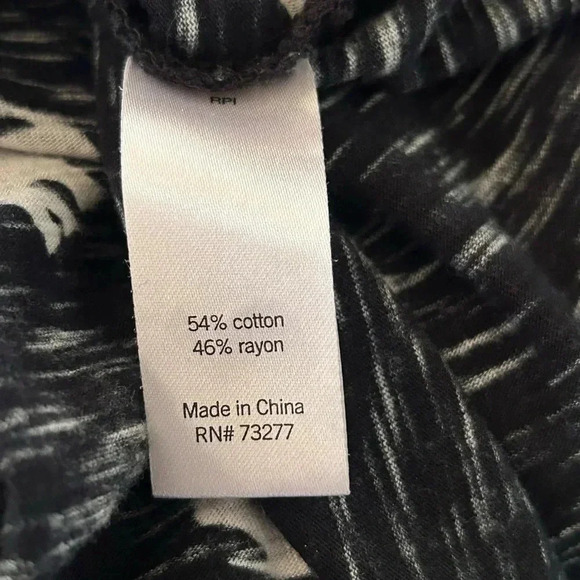 RPI
54% cotton
46% rayon
Made in China
RN# 73277